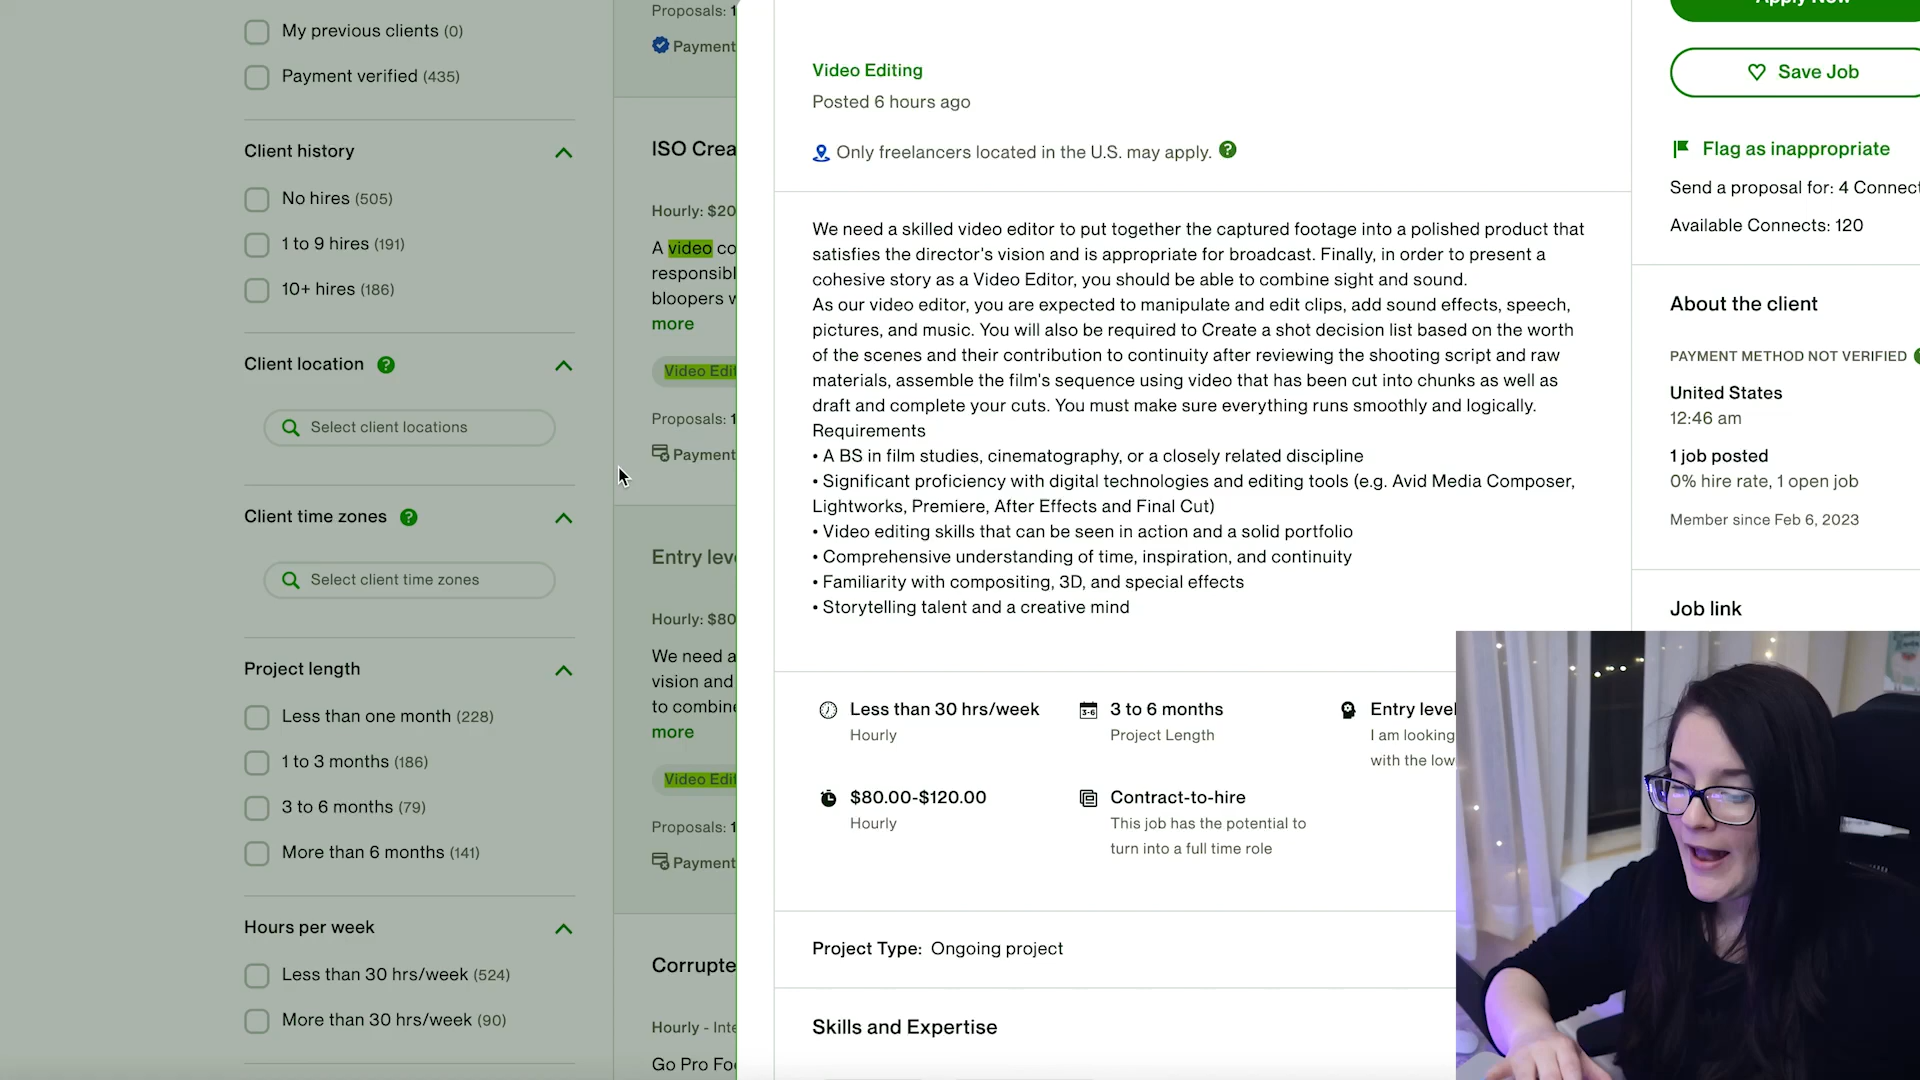 My previous clients (0)
Payment verified (435)
Client history
No hires (505)
1 to 9 hires (191)
10+ hires (186)
Client location
Select client locations
Client time zones
Select client time zones
Project length
Less than one month (228)
1 to 3 months (186)
3 to 6 months (79)
More than 6 months (141)
Hours per week
Less than 30 hrs/week (524)
More than 30 hrs/week (90)
Proposals: 1
Payment
ISO Crea
Hourly: $20
A video co
responsibl
bloopers w
more
Video Edit
Proposals: 1
Payment
Entry leve
Hourly: $80
We need a
vision and
to combine
more
Video Edit
Proposals: 1
Payment
Corrupte
Hourly - Inte
Go Pro Foo
Video Editing
Posted 6 hours ago
Only freelancers located in the U.S. may apply.
We need a skilled video editor to put together the captured footage into a polished product that
satisfies the director's vision and is appropriate for broadcast. Finally, in order to present a
cohesive story as a Video Editor, you should be able to combine sight and sound.
As our video editor, you are expected to manipulate and edit clips, add sound effects, speech,
pictures, and music. You will also be required to Create a shot decision list based on the worth
of the scenes and their contribution to continuity after reviewing the shooting script and raw
materials, assemble the film's sequence using video that has been cut into chunks as well as
draft and complete your cuts. You must make sure everything runs smoothly and logically.
Requirements
• A BS in film studies, cinematography, or a closely related discipline
• Significant proficiency with digital technologies and editing tools (e.g. Avid Media Composer,
Lightworks, Premiere, After Effects and Final Cut)
• Video editing skills that can be seen in action and a solid portfolio
• Comprehensive understanding of time, inspiration, and continuity
• Familiarity with compositing, 3D, and special effects
• Storytelling talent and a creative mind
Less than 30 hrs/week
Hourly
3 to 6 months
Project Length
Entry level
I am looking
with the low
$80.00-$120.00
Hourly
Contract-to-hire
This job has the potential to
turn into a full time role
Project Type: Ongoing project
Skills and Expertise
Apply Now
Save Job
Flag as inappropriate
Send a proposal for: 4 Connect
Available Connects: 120
About the client
PAYMENT METHOD NOT VERIFIED
United States
12:46 am
1 job posted
0% hire rate, 1 open job
Member since Feb 6, 2023
Job link